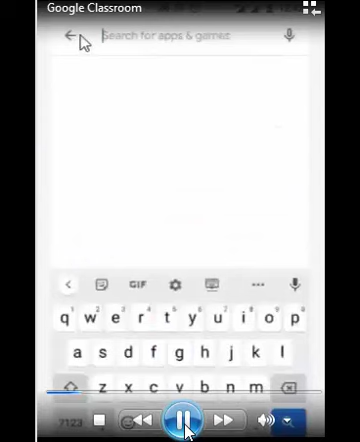 Google Classroom
Search for apps & games
GIF
q w e r t y u i o p
a s d f g h j k l
z x c v b n m